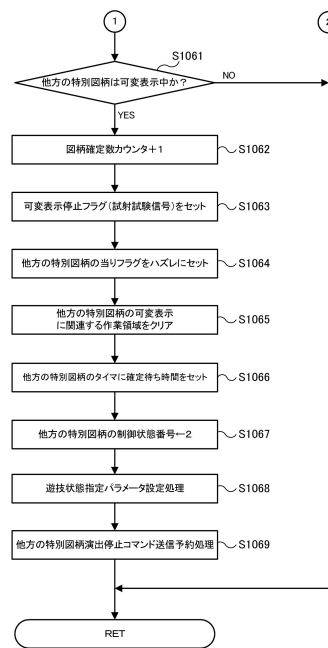 1
2
S1061
他方の特別図柄は可変表示中か？
NO
YES
図柄確定数カウンタ＋1
S1062
可変表示停止フラグ(試射試験信号)をセット
S1063
他方の特別図柄の当りフラグをハズレにセット
S1064
他方の特別図柄の可変表示
に関連する作業領域をクリア
S1065
他方の特別図柄のタイマに確定待ち時間をセット
S1066
他方の特別図柄の制御状態番号←2
S1067
遊技状態指定パラメータ設定処理
S1068
他方の特別図柄演出停止コマンド送信予約処理
S1069
RET